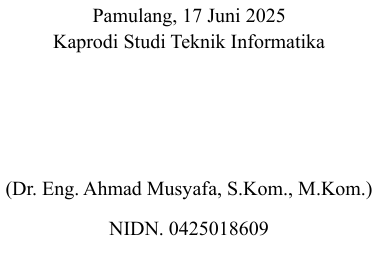 Pamulang, 17 Juni 2025
Kaprodi Studi Teknik Informatika
(Dr. Eng. Ahmad Musyafa, S.Kom., M.Kom.)
NIDN. 0425018609